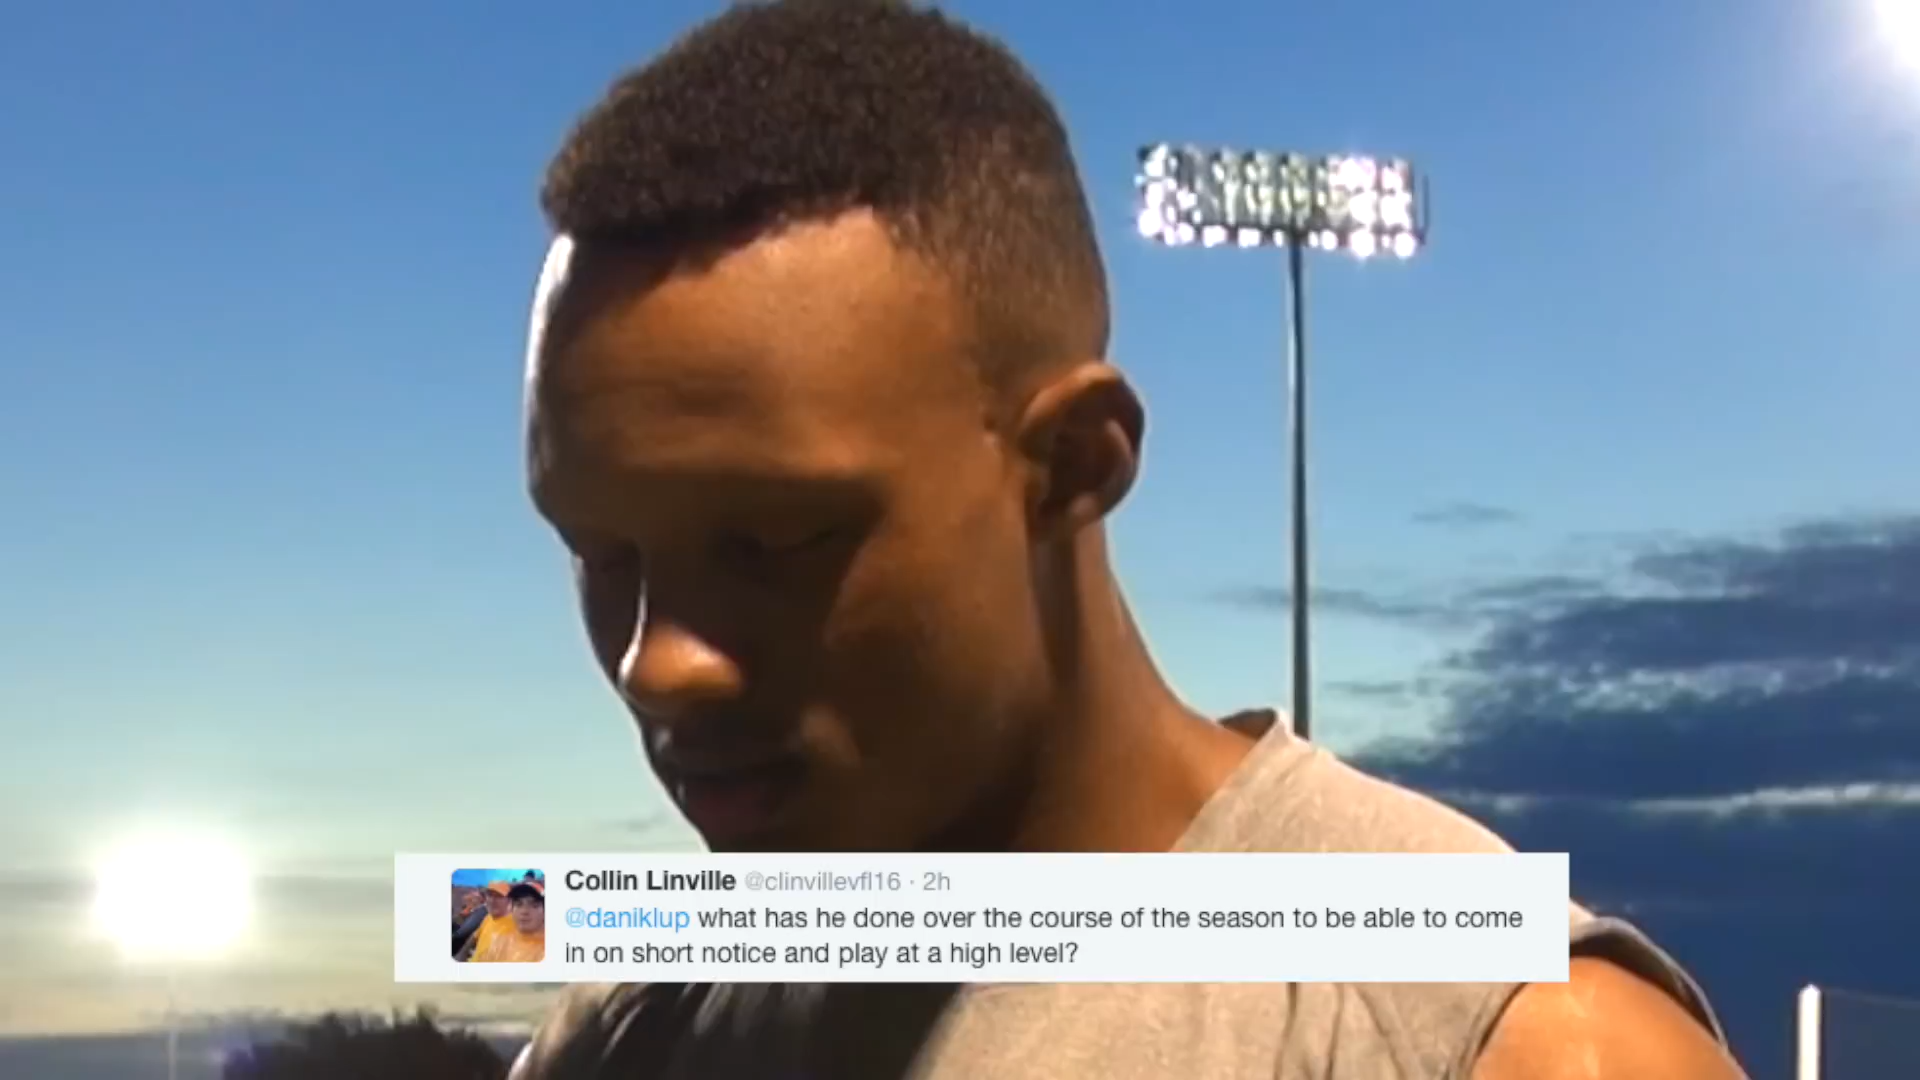 Collin Linville @clinvillevfl16 · 2h
@daniklup what has he done over the course of the season to be able to come
in on short notice and play at a high level?